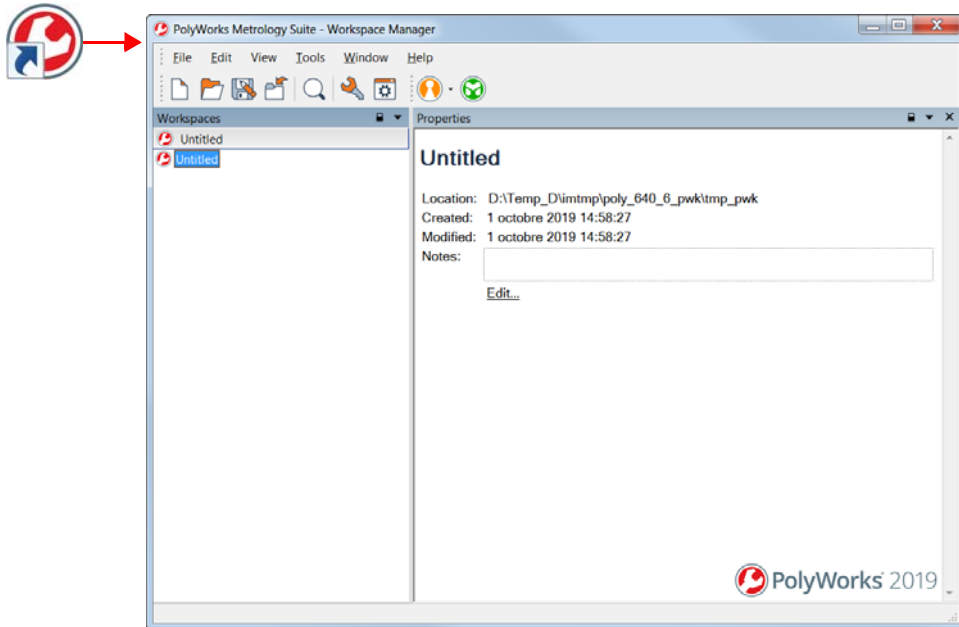 PolyWorks Metrology Suite - Workspace Manager
File Edit View Tools Window Help
Workspaces
Untitled
Untitled
Properties
Untitled
Location: D:\Temp_D\imtmp\poly_640_6_pwk\tmp_pwk
Created: 1 octobre 2019 14:58:27
Modified: 1 octobre 2019 14:58:27
Notes:
Edit...
PolyWorks 2019